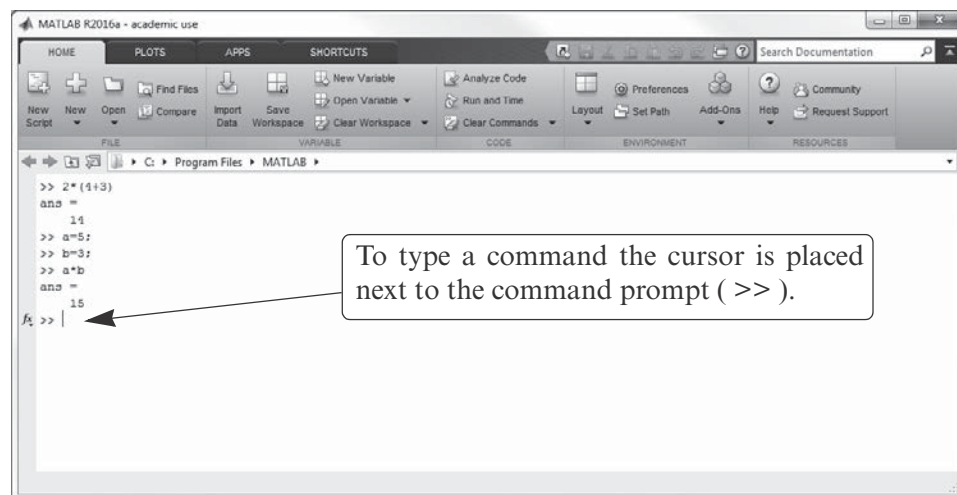 MATLAB R2016a - academic use
HOME PLOTS APPS SHORTCUTS Search Documentation
New Script
New
Open
Find Files
Compare
Import Data
Save Workspace
New Variable
Open Variable
Clear Workspace
Analyze Code
Run and Time
Clear Commands
Layout
Preferences
Set Path
Add-Ons
Help
Community
Request Support
FILE VARIABLE CODE ENVIRONMENT RESOURCES
C: Program Files MATLAB
>> 2*(4+3)
ans =
14
>> a=5;
>> b=3;
>> a*b
ans =
15
fx >>
To type a command the cursor is placed
next to the command prompt ( >> ).